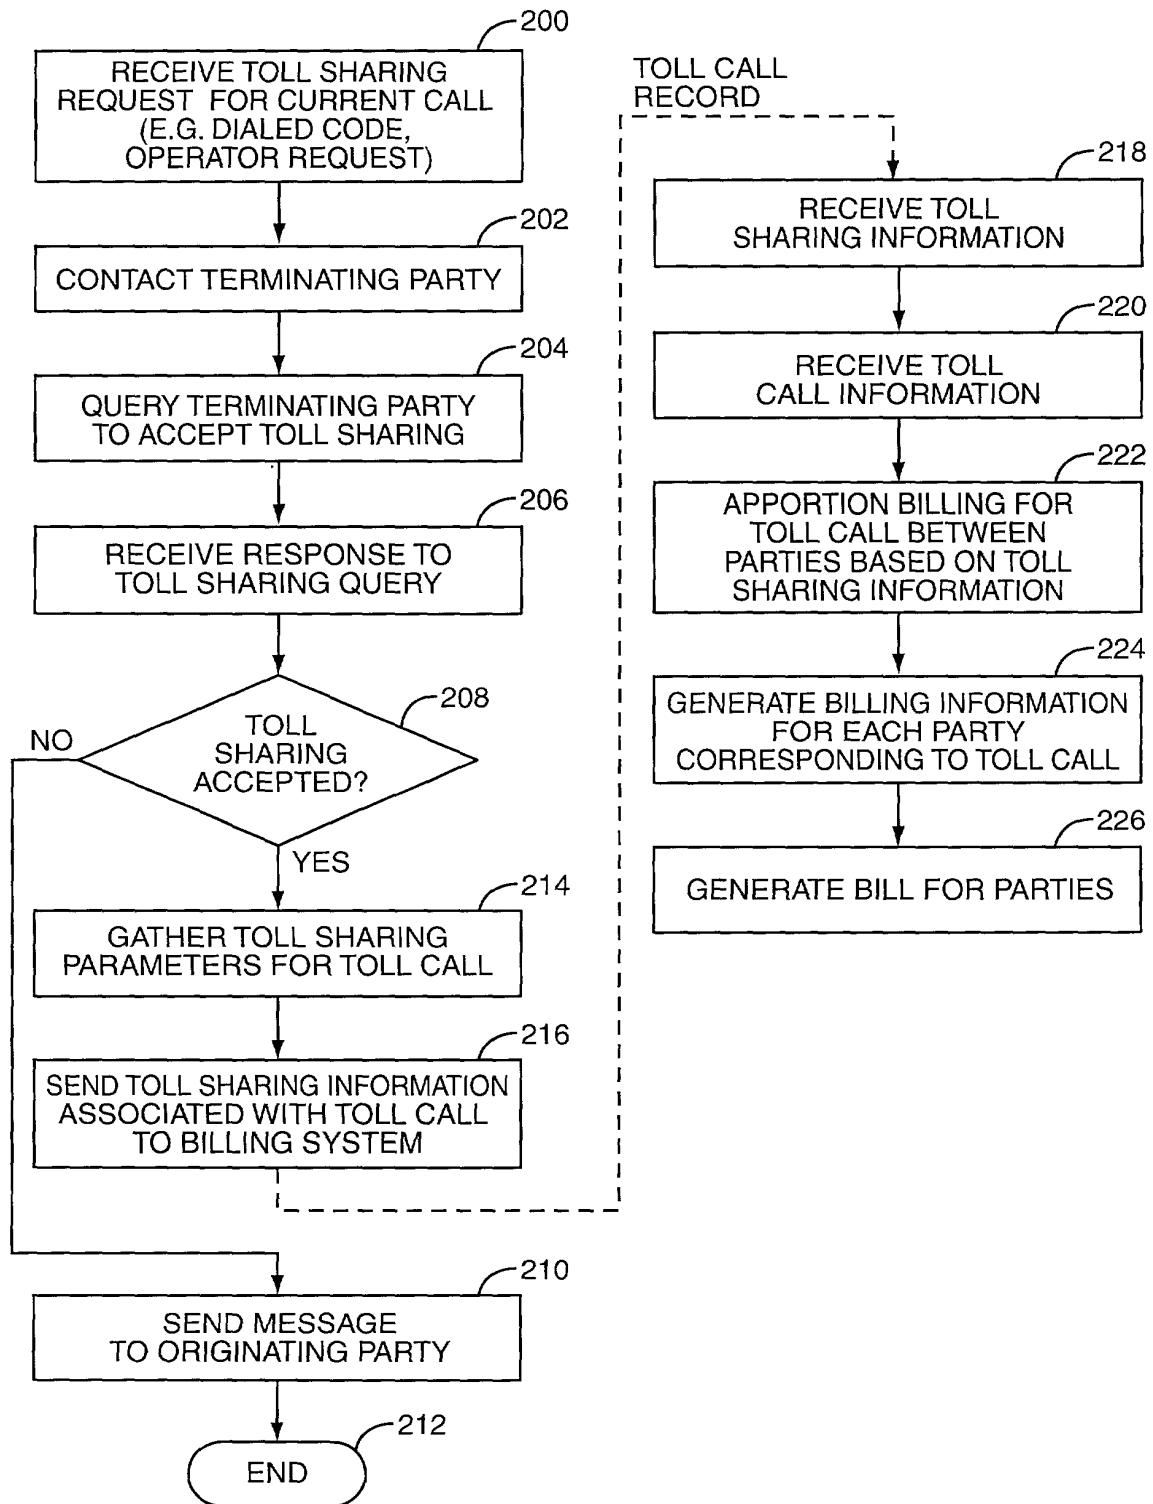 200
RECEIVE TOLL SHARING
REQUEST FOR CURRENT CALL
(E.G. DIALED CODE,
OPERATOR REQUEST)
202
CONTACT TERMINATING PARTY
204
QUERY TERMINATING PARTY
TO ACCEPT TOLL SHARING
206
RECEIVE RESPONSE TO
TOLL SHARING QUERY
208
TOLL
SHARING
ACCEPTED?
NO
YES
214
GATHER TOLL SHARING
PARAMETERS FOR TOLL CALL
216
SEND TOLL SHARING INFORMATION
ASSOCIATED WITH TOLL CALL
TO BILLING SYSTEM
210
SEND MESSAGE
TO ORIGINATING PARTY
212
END
TOLL CALL
RECORD
218
RECEIVE TOLL
SHARING INFORMATION
220
RECEIVE TOLL
CALL INFORMATION
222
APPORTION BILLING FOR
TOLL CALL BETWEEN
PARTIES BASED ON TOLL
SHARING INFORMATION
224
GENERATE BILLING INFORMATION
FOR EACH PARTY
CORRESPONDING TO TOLL CALL
226
GENERATE BILL FOR PARTIES